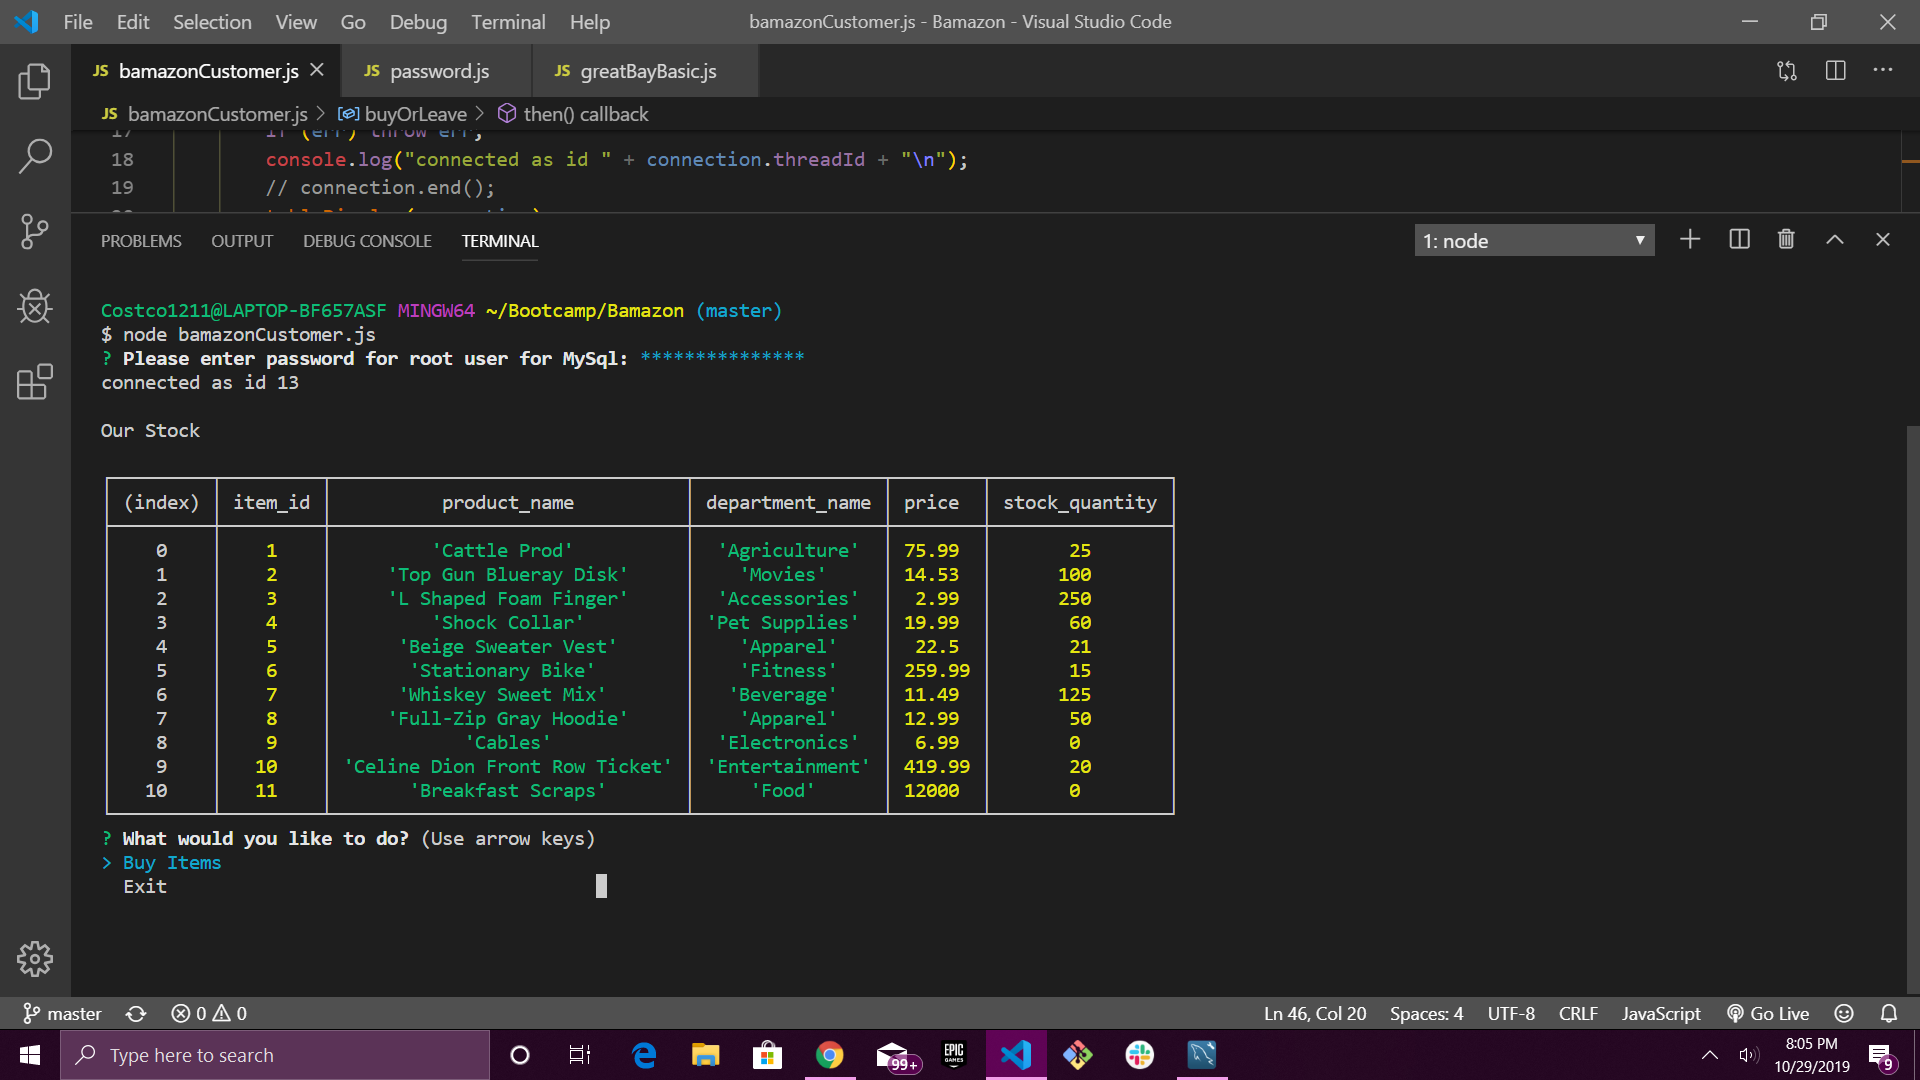 File Edit Selection View Go Debug Terminal Help bamazonCustomer.js - Bamazon - Visual Studio Code
JS bamazonCustomer.js JS password.js JS greatBayBasic.js
JS bamazonCustomer.js > buyOrLeave > then() callback
17 if (err) throw err;
18 console.log("connected as id " + connection.threadId + "\n");
19 // connection.end();
PROBLEMS OUTPUT DEBUG CONSOLE TERMINAL 1: node
Costco1211@LAPTOP-BF657ASF MINGW64 ~/Bootcamp/Bamazon (master)
$ node bamazonCustomer.js
? Please enter password for root user for MySql: ***************
connected as id 13
Our Stock
(index) item_id product_name department_name price stock_quantity
0 1 'Cattle Prod' 'Agriculture' 75.99 25
1 2 'Top Gun Blueray Disk' 'Movies' 14.53 100
2 3 'L Shaped Foam Finger' 'Accessories' 2.99 250
3 4 'Shock Collar' 'Pet Supplies' 19.99 60
4 5 'Beige Sweater Vest' 'Apparel' 22.5 21
5 6 'Stationary Bike' 'Fitness' 259.99 15
6 7 'Whiskey Sweet Mix' 'Beverage' 11.49 125
7 8 'Full-Zip Gray Hoodie' 'Apparel' 12.99 50
8 9 'Cables' 'Electronics' 6.99 0
9 10 'Celine Dion Front Row Ticket' 'Entertainment' 419.99 20
10 11 'Breakfast Scraps' 'Food' 12000 0
? What would you like to do? (Use arrow keys)
> Buy Items
Exit
master 0 0 Ln 46, Col 20 Spaces: 4 UTF-8 CRLF JavaScript Go Live
Type here to search 99+ EPIC GAMES 8:05 PM
10/29/2019 9